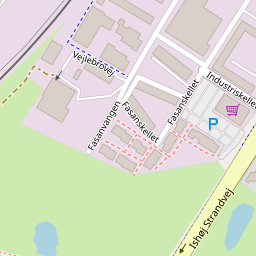 Vejlebrovej
Industriskellet
Fasanskellet
Fasanvangen
Fasanskellet
P
Ishøj Strandvej